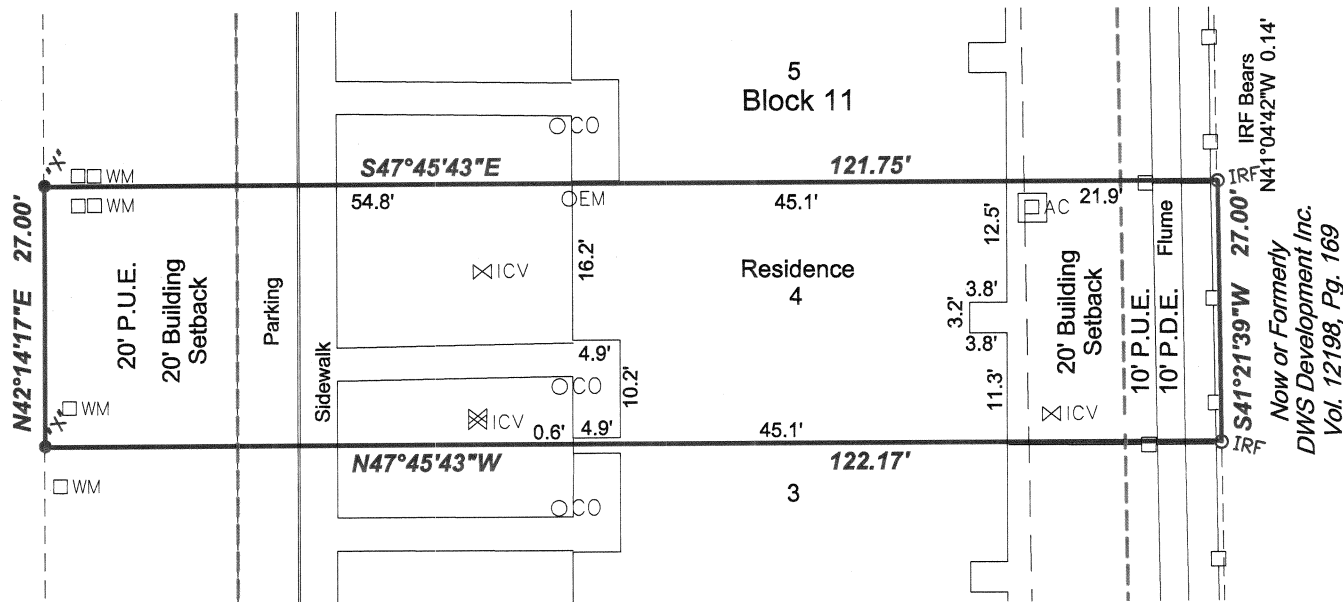 5
Block 11
CO
IRF Bears
N41°04'42"W 0.14'
"X"
WM
S47°45'43"E
121.75'
IRF
WM
54.8'
EM
45.1'
AC
21.9'
N42°14'17"E 27.00'
20' P.U.E.
20' Building
Setback
Parking
Sidewalk
ICV
16.2'
Residence
4
12.5'
3.8'
3.2'
3.8'
11.3'
20' Building
Setback
10' P.U.E.
10' P.D.E.
Flume
S41°21'39"W 27.00'
Now or Formerly
DWS Development Inc.
Vol. 12198, Pg. 169
4.9'
CO
10.2'
WM
"X"
ICV
0.6'
4.9'
45.1'
ICV
IRF
N47°45'43"W
122.17'
WM
3
CO